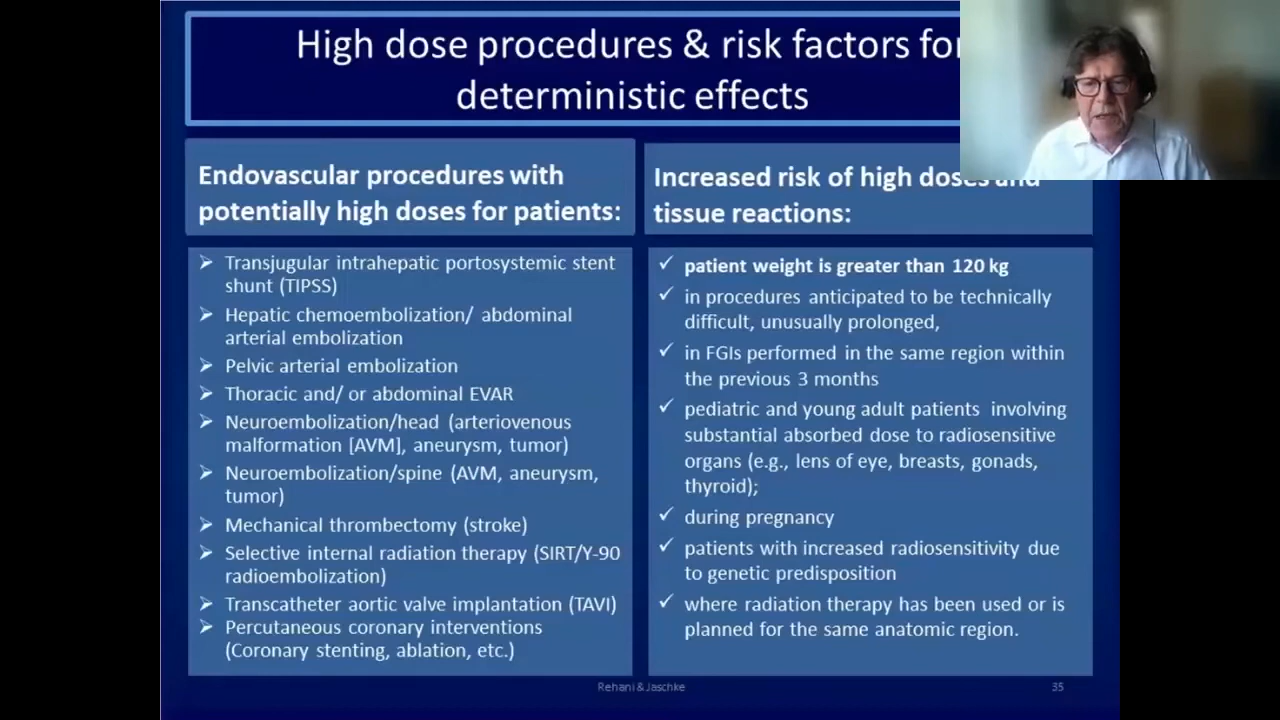 High dose procedures & risk factors for
deterministic effects
Endovascular procedures with
potentially high doses for patients:
➢ Transjugular intrahepatic portosystemic stent
shunt (TIPSS)
➢ Hepatic chemoembolization/ abdominal
arterial embolization
➢ Pelvic arterial embolization
➢ Thoracic and/ or abdominal EVAR
➢ Neuroembolization/head (arteriovenous
malformation [AVM], aneurysm, tumor)
➢ Neuroembolization/spine (AVM, aneurysm,
tumor)
➢ Mechanical thrombectomy (stroke)
➢ Selective internal radiation therapy (SIRT/Y-90
radioembolization)
➢ Transcatheter aortic valve implantation (TAVI)
➢ Percutaneous coronary interventions
(Coronary stenting, ablation, etc.)
Increased risk of high doses and
tissue reactions:
✓ patient weight is greater than 120 kg
✓ in procedures anticipated to be technically
difficult, unusually prolonged,
✓ in FGIs performed in the same region within
the previous 3 months
✓ pediatric and young adult patients involving
substantial absorbed dose to radiosensitive
organs (e.g., lens of eye, breasts, gonads,
thyroid);
✓ during pregnancy
✓ patients with increased radiosensitivity due
to genetic predisposition
✓ where radiation therapy has been used or is
planned for the same anatomic region.
Rehani & Jaschke
35